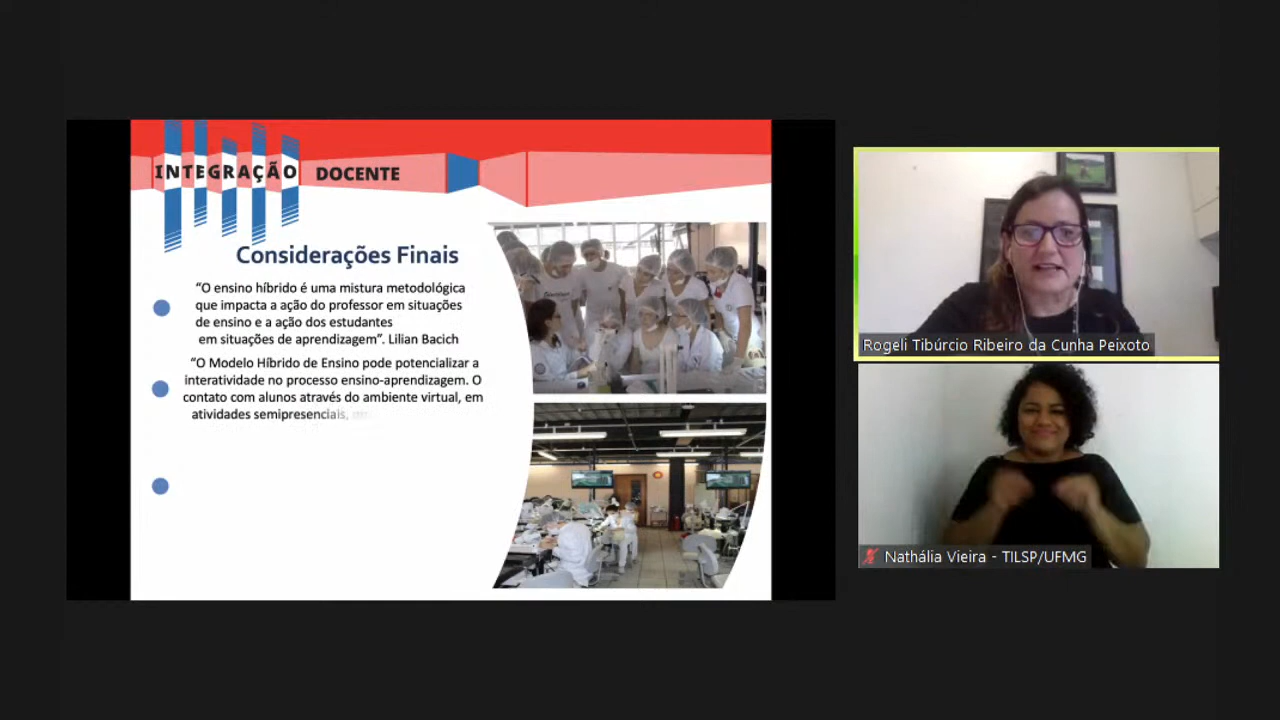 INTEGRAÇÃO DOCENTE
Considerações Finais
“O ensino híbrido é uma mistura metodológica
que impacta a ação do professor em situações
de ensino e a ação dos estudantes
em situações de aprendizagem”. Lilian Bacich
“O Modelo Híbrido de Ensino pode potencializar a
interatividade no processo ensino-aprendizagem. O
contato com alunos através do ambiente virtual, em
atividades semipresenciais,
Rogeli Tibúrcio Ribeiro da Cunha Peixoto
Nathália Vieira - TILSP/UFMG